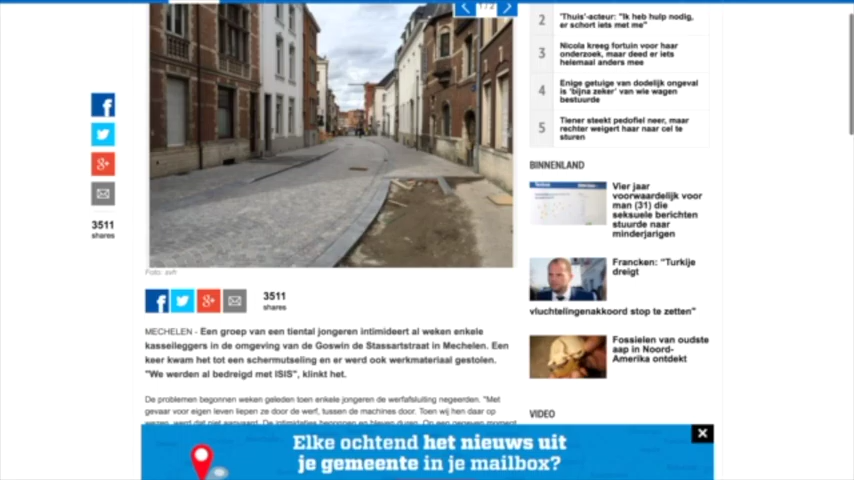 1/2
3511
shares
Foto: svh
3511
shares
MECHELEN - Een groep van een tiental jongeren intimideert al weken enkele
kasseileggers in de omgeving van de Goswin de Stassartstraat in Mechelen. Een
keer kwam het tot een schermutseling en er werd ook werkmateriaal gestolen.
"We werden al bedreigd met ISIS", klinkt het.
De problemen begonnen weken geleden toen enkele jongeren de werfafsluiting negeerden. "Met
gevaar voor eigen leven liepen ze door de werf, tussen de machines door. Toen wij hen daar op
2 'Thuis'-acteur: "Ik heb hulp nodig,
er schort iets met me"
3 Nicola kreeg fortuin voor haar
onderzoek, maar deed er iets
helemaal anders mee
4 Enige getuige van dodelijk ongeval
is 'bijna zeker' van wie wagen
bestuurde
5 Tiener steekt pedofiel neer, maar
rechter weigert haar naar cel te
sturen
BINNENLAND
Vier jaar
voorwaardelijk voor
man (31) die
seksuele berichten
stuurde naar
minderjarigen
Francken: "Turkije
dreigt
vluchtelingenakkoord stop te zetten"
Fossielen van oudste
aap in Noord-
Amerika ontdekt
VIDEO
Elke ochtend het nieuws uit
je gemeente in je mailbox?